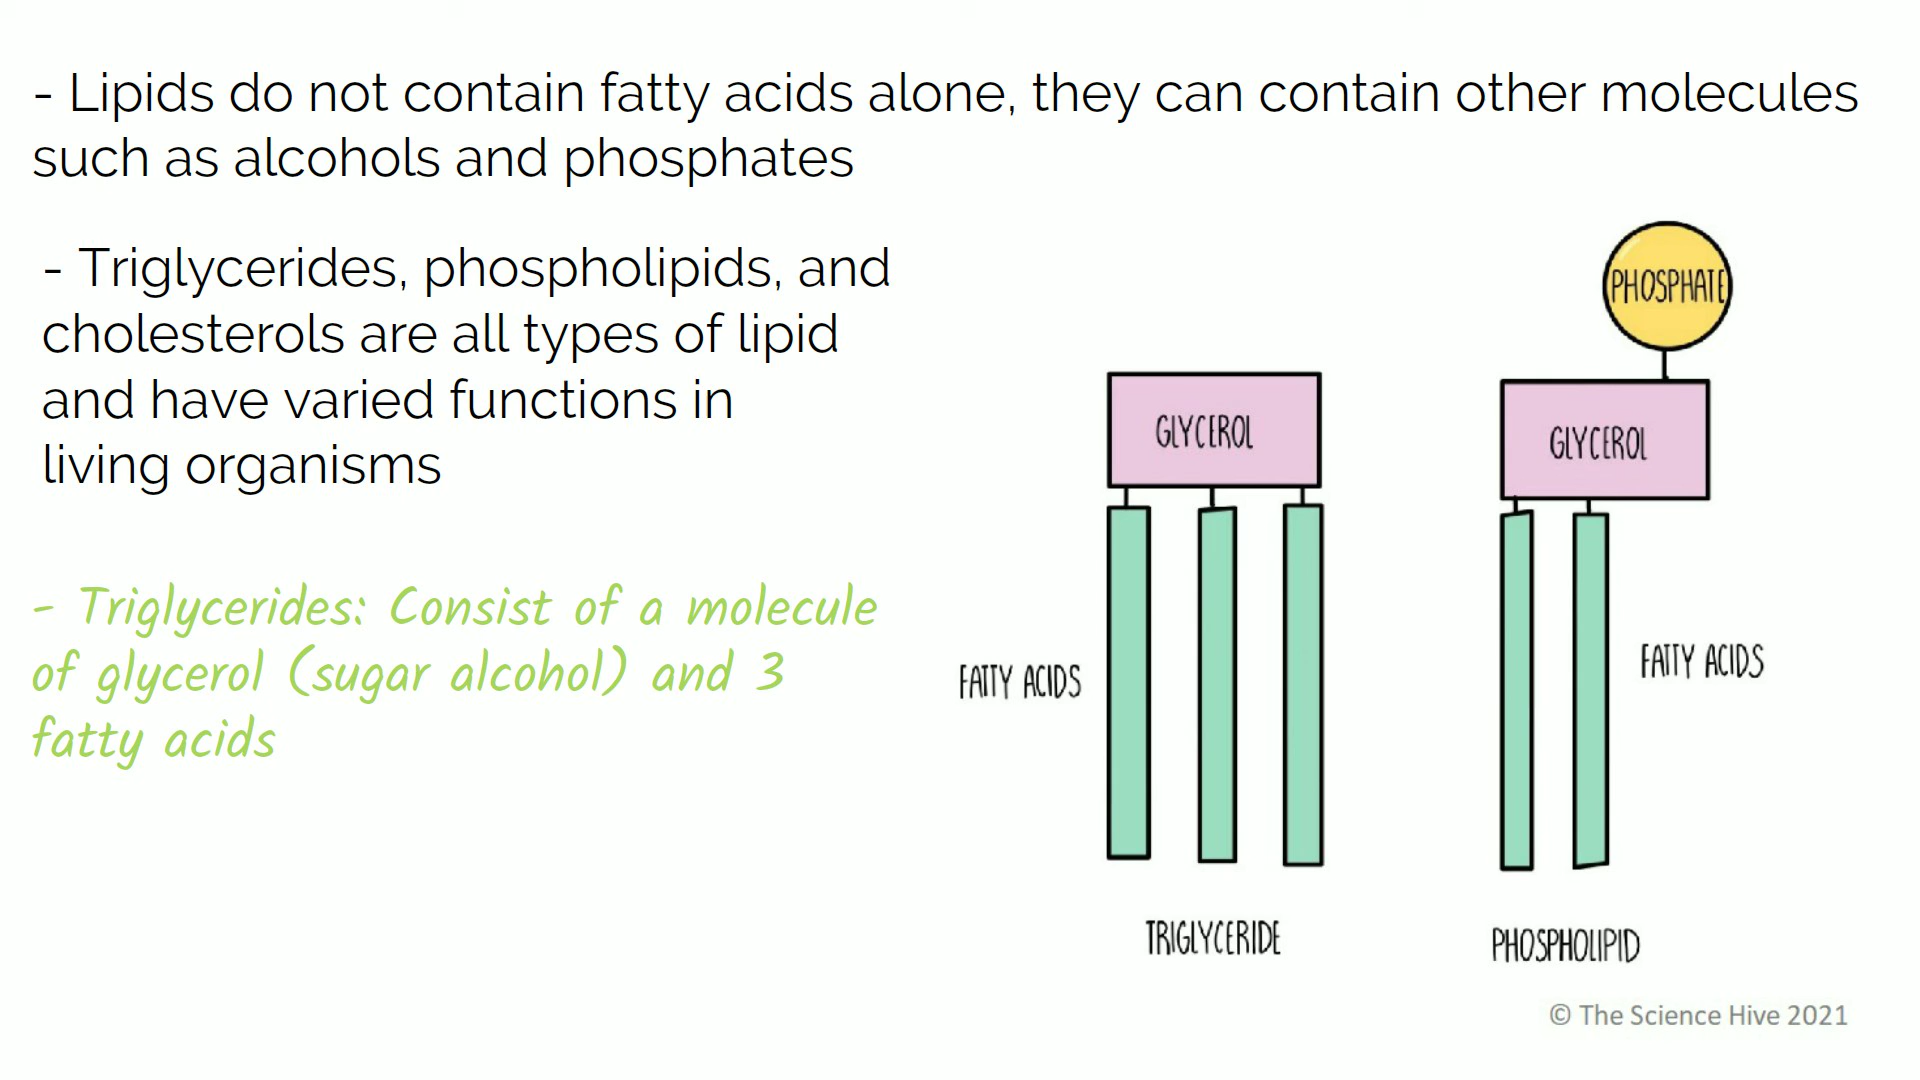 - Lipids do not contain fatty acids alone, they can contain other molecules
such as alcohols and phosphates
- Triglycerides, phospholipids, and
cholesterols are all types of lipid
and have varied functions in
living organisms
- Triglycerides: Consist of a molecule
of glycerol (sugar alcohol) and 3
fatty acids
PHOSPHATE
GLYCEROL
GLYCEROL
FATTY ACIDS
FATTY ACIDS
TRIGLYCERIDE
PHOSPHOLIPID
© The Science Hive 2021